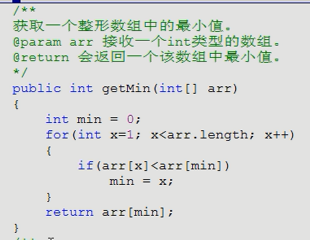 /**
获取一个整形数组中的最小值。
@param arr 接收一个int类型的数组。
@return 会返回一个该数组中最小值。
*/
public int getMin(int[] arr)
{
    int min = 0;
    for(int x=1; x<arr.length; x++)
    {
        if(arr[x]<arr[min])
            min = x;
    }
    return arr[min];
}